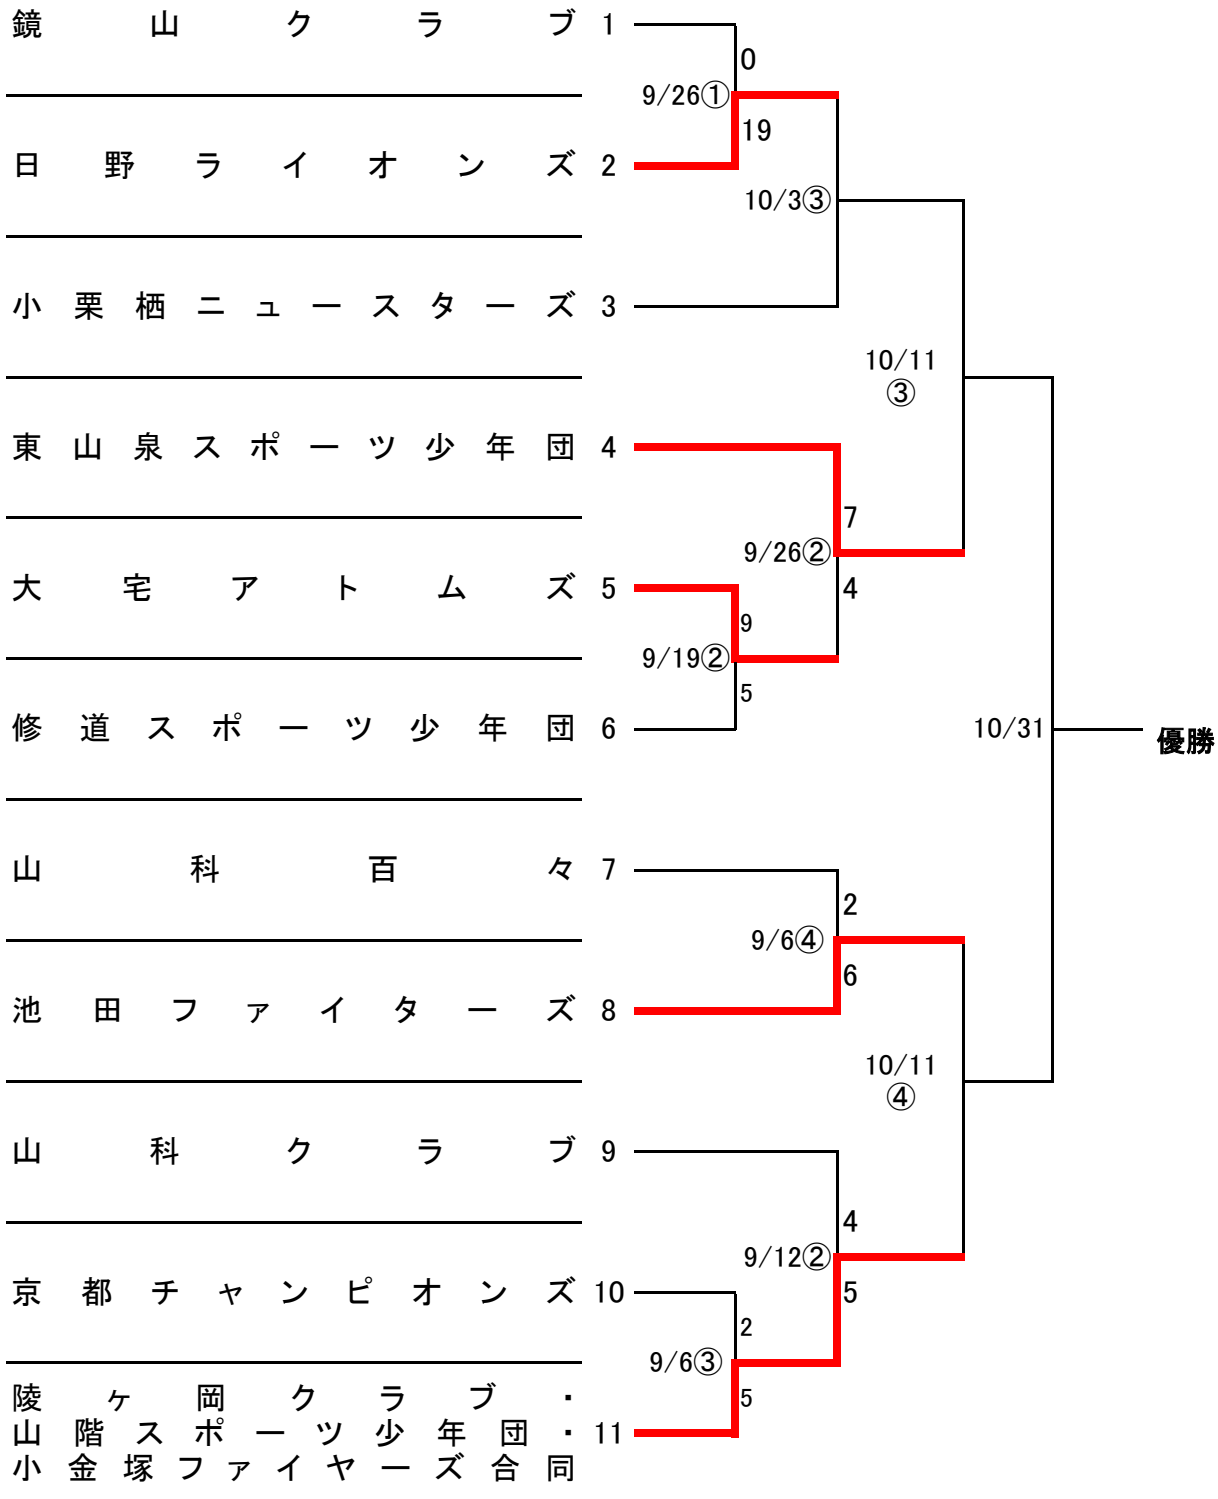 鏡山クラブ 1
0
9/26①
19
日野ライオンズ 2
10/3③
小栗栖ニュースターズ 3
10/11
③
東山泉スポーツ少年団 4
7
9/26②
大宅アトムズ 5
4
9
9/19②
5
修道スポーツ少年団 6
10/31
優勝
山科百々 7
2
9/6④
6
池田ファイターズ 8
10/11
④
山科クラブ 9
4
9/12②
京都チャンピオンズ 10
5
2
9/6③
5
陵ヶ岡クラブ・
山階スポーツ少年団・ 11
小金塚ファイヤーズ合同